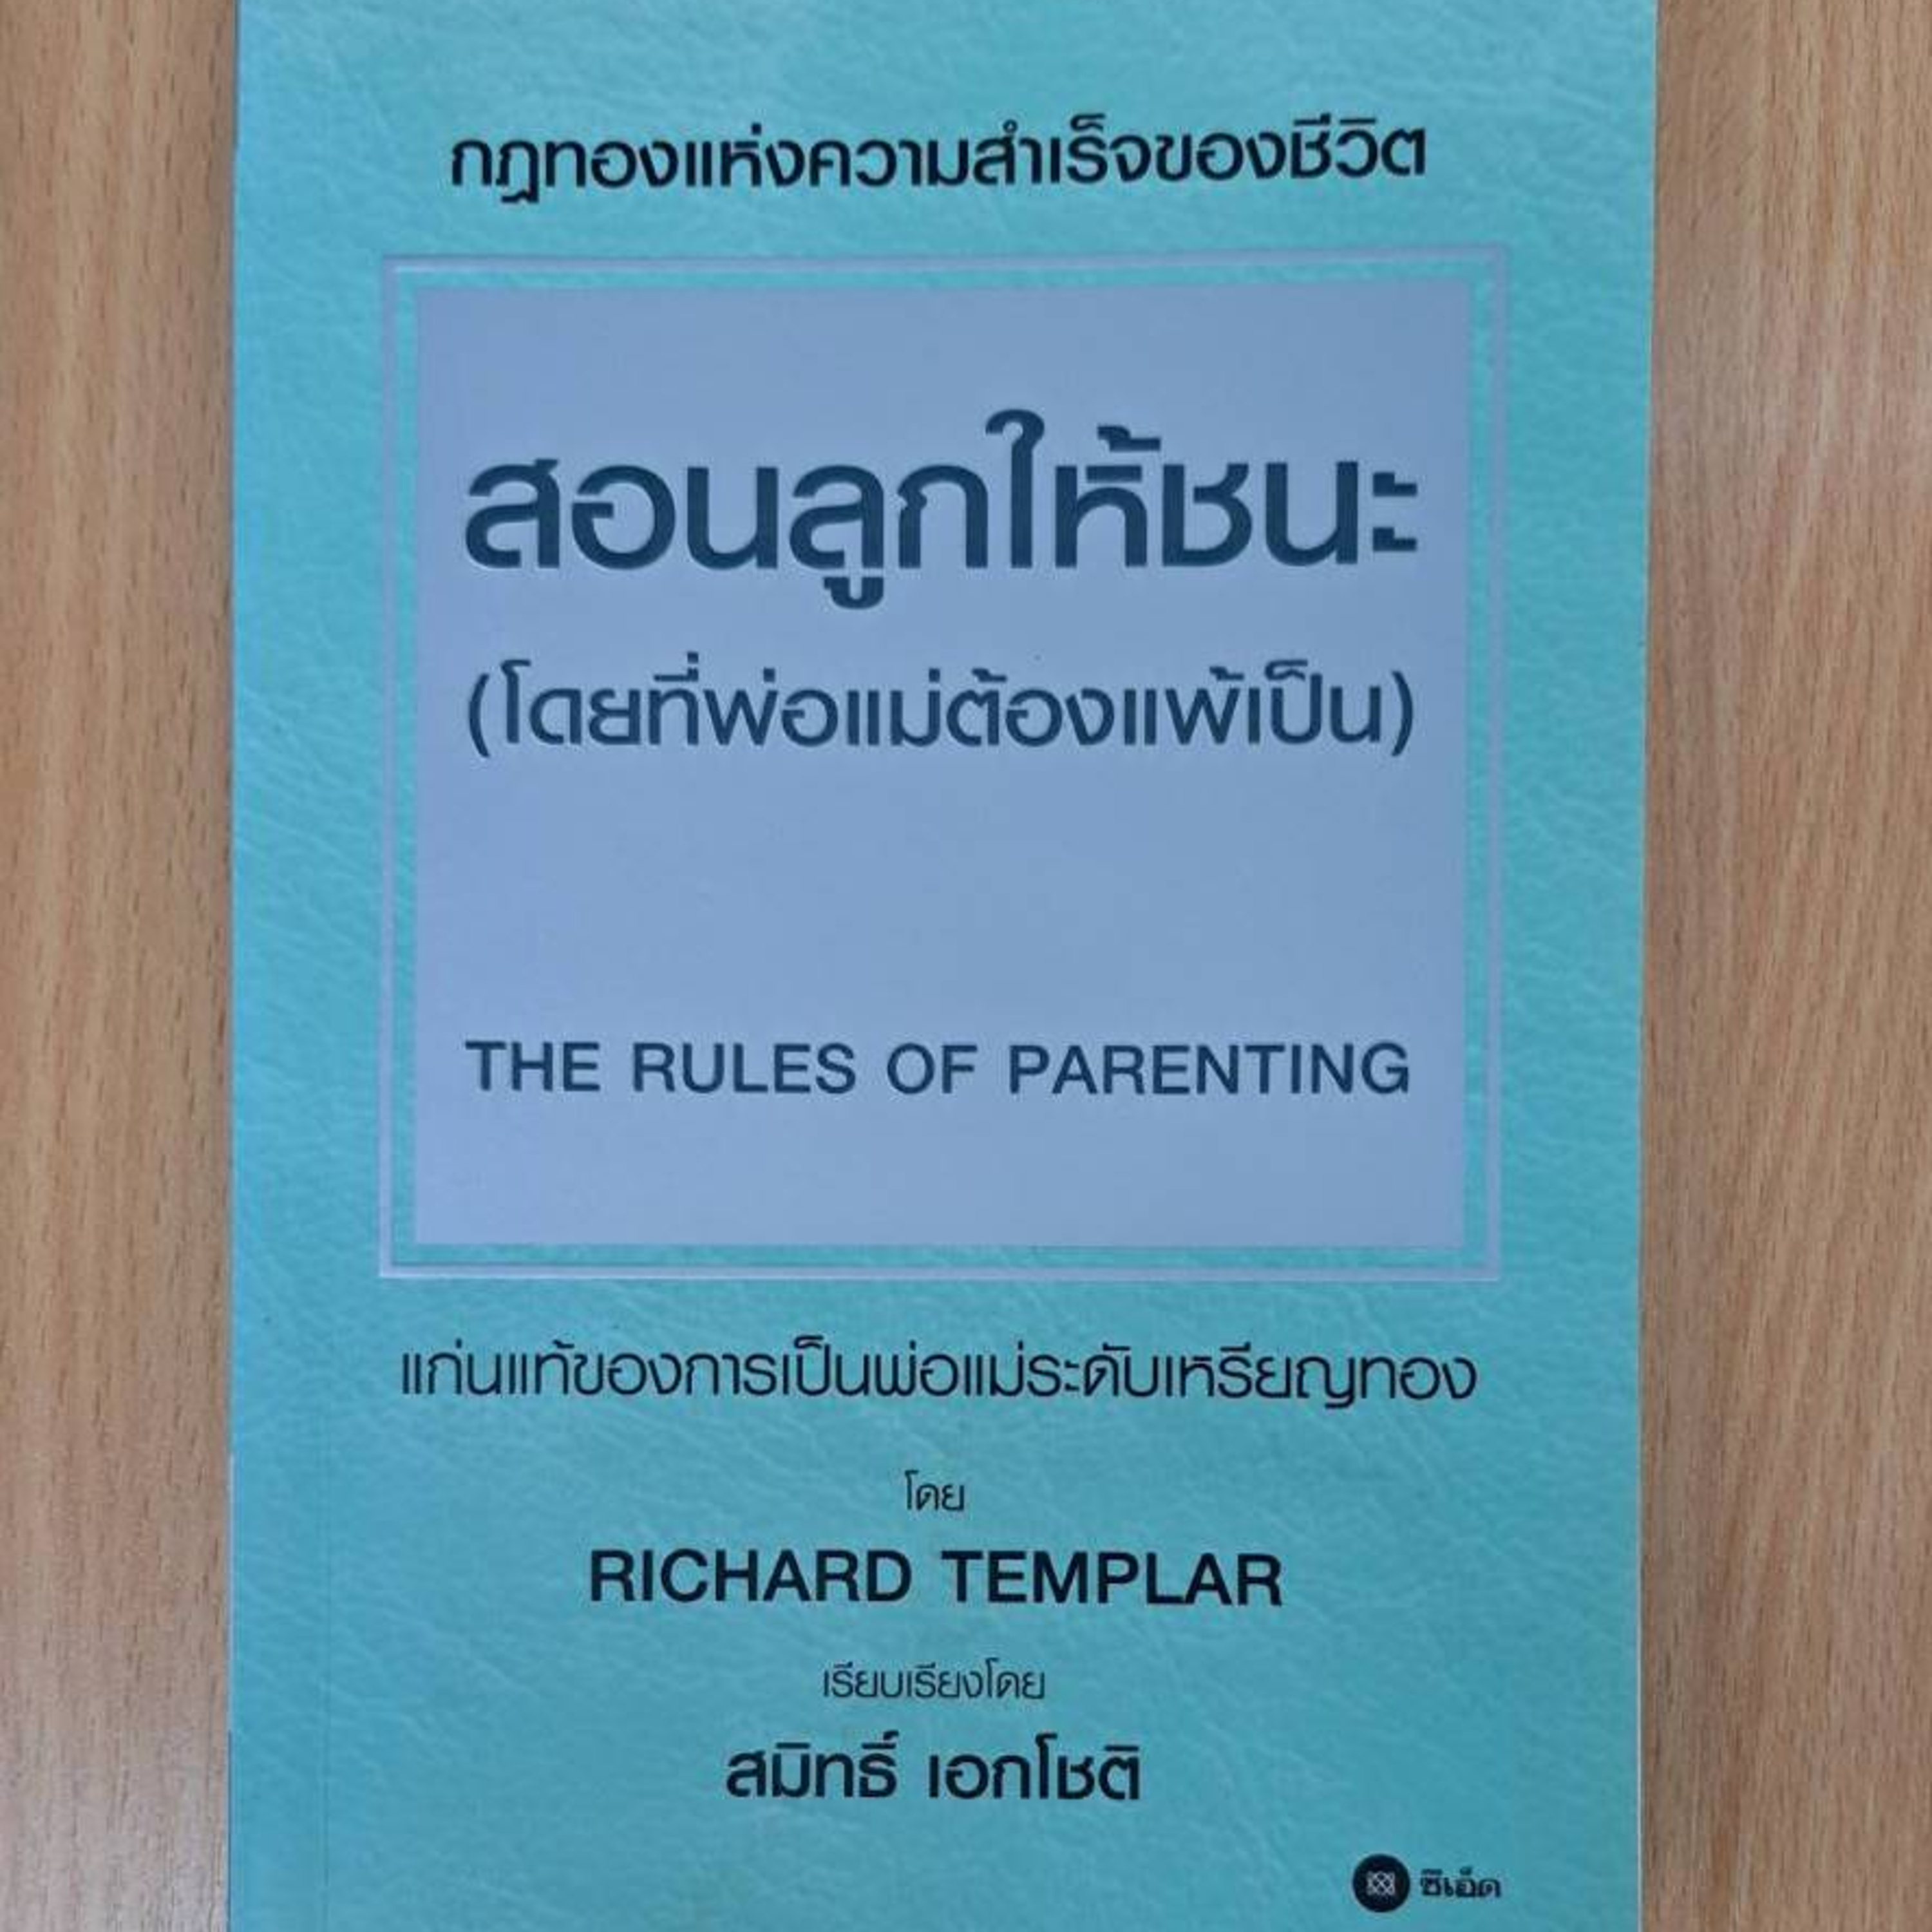 กฎทองแห่งความสำเร็จของชีวิต
สอนลูกให้ชนะ
(โดยที่พ่อแม่ต้องแพ้เป็น)
THE RULES OF PARENTING
แก่นแท้ของการเป็นพ่อแม่ระดับเหรียญทอง
โดย
RICHARD TEMPLAR
เรียบเรียงโดย
สมิทธิ์ เอกโชติ
ซีเอ็ด